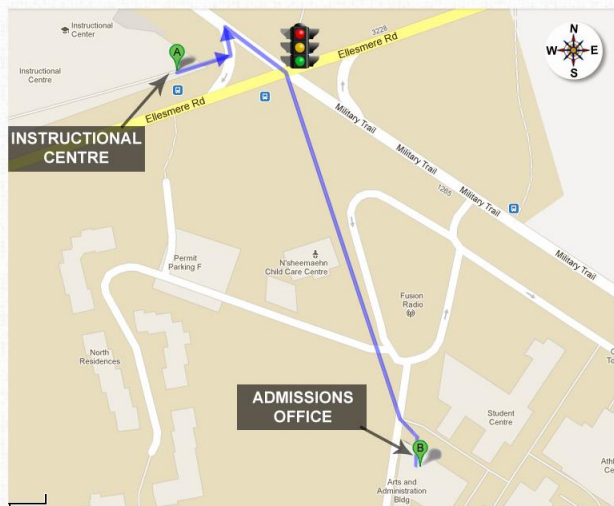 Instructional
Center
3228
Ellesmere Rd
N
W E
S
A
Instructional
Centre
Ellesmere Rd
Military Trail
INSTRUCTIONAL
CENTRE
Military Trail
Military Trail
1265
Permit
Parking F
N'sheemaehn
Child Care Centre
Military Trail
Fusion
Radio
North
Residences
ADMISSIONS
OFFICE
Student
Centre
B
Arts and
Administration
Bldg